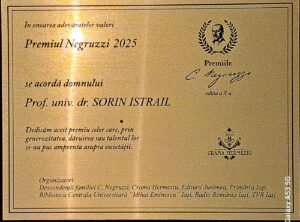 În onoarea adevăratelor valori
Premiul Negruzzi 2025
Premiile
C. Negruzzi
ediția a X-a
se acordă domnului
Prof. univ. dr. SORIN ISTRAIL
Dedicăm acest premiu celor care, prin
generozitatea, dăruirea sau talentul lor
și-au pus amprenta asupra societății.
CRAMA HERMEZIU
Organizatori
Descendenții familiei C. Negruzzi, Crama Hermeziu, Editura Junimea, Primăria Iași,
Biblioteca Centrală Universitară "Mihai Eminescu" Iași, Radio România Iași, TVR Iași
Galaxy A53 5G